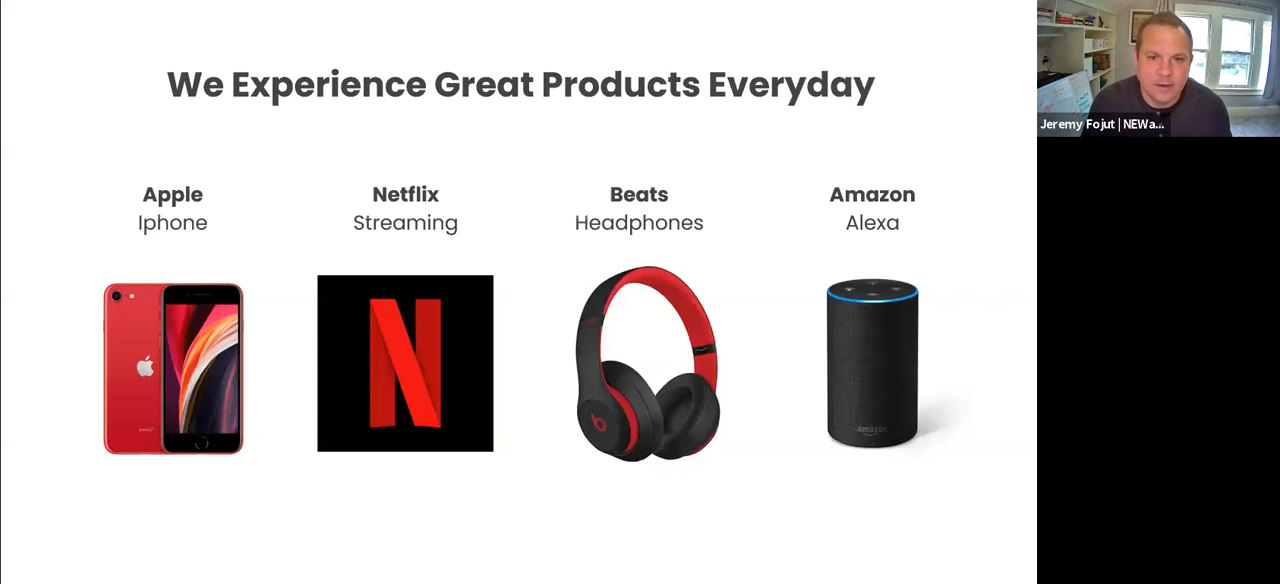 We Experience Great Products Everyday
Apple
Iphone
Netflix
Streaming
Beats
Headphones
Amazon
Alexa
N
amazon
Jeremy Fojut | NEWa...